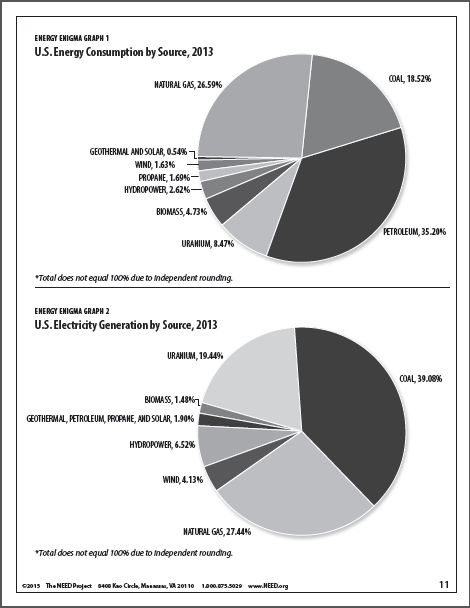 ENERGY ENIGMA GRAPH 1
U.S. Energy Consumption by Source, 2013
NATURAL GAS, 26.59%
COAL, 18.52%
GEOTHERMAL AND SOLAR, 0.54%
WIND, 1.63%
PROPANE, 1.69%
HYDROPOWER, 2.62%
BIOMASS, 4.73%
URANIUM, 8.47%
PETROLEUM, 35.20%
*Total does not equal 100% due to independent rounding.
ENERGY ENIGMA GRAPH 2
U.S. Electricity Generation by Source, 2013
URANIUM, 19.44%
COAL, 39.08%
BIOMASS, 1.48%
GEOTHERMAL, PETROLEUM, PROPANE, AND SOLAR, 1.90%
HYDROPOWER, 6.52%
WIND, 4.13%
NATURAL GAS, 27.44%
*Total does not equal 100% due to independent rounding.
©2015 The NEED Project 8408 Kao Circle, Manassas, VA 20110 1.800.875.5029 www.NEED.org 11